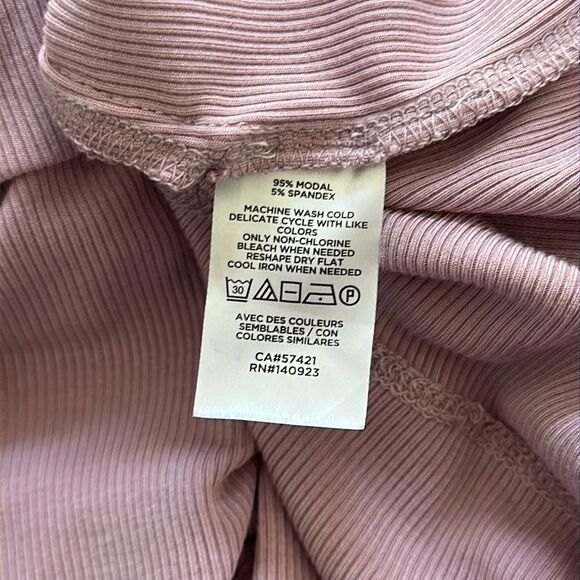 95% MODAL
5% SPANDEX
MACHINE WASH COLD
DELICATE CYCLE WITH LIKE
COLORS
ONLY NON-CHLORINE
BLEACH WHEN NEEDED
RESHAPE DRY FLAT
COOL IRON WHEN NEEDED
30 P
AVEC DES COULEURS
SEMBLABLES / CON
COLORES SIMILARES
CA#57421
RN#140923